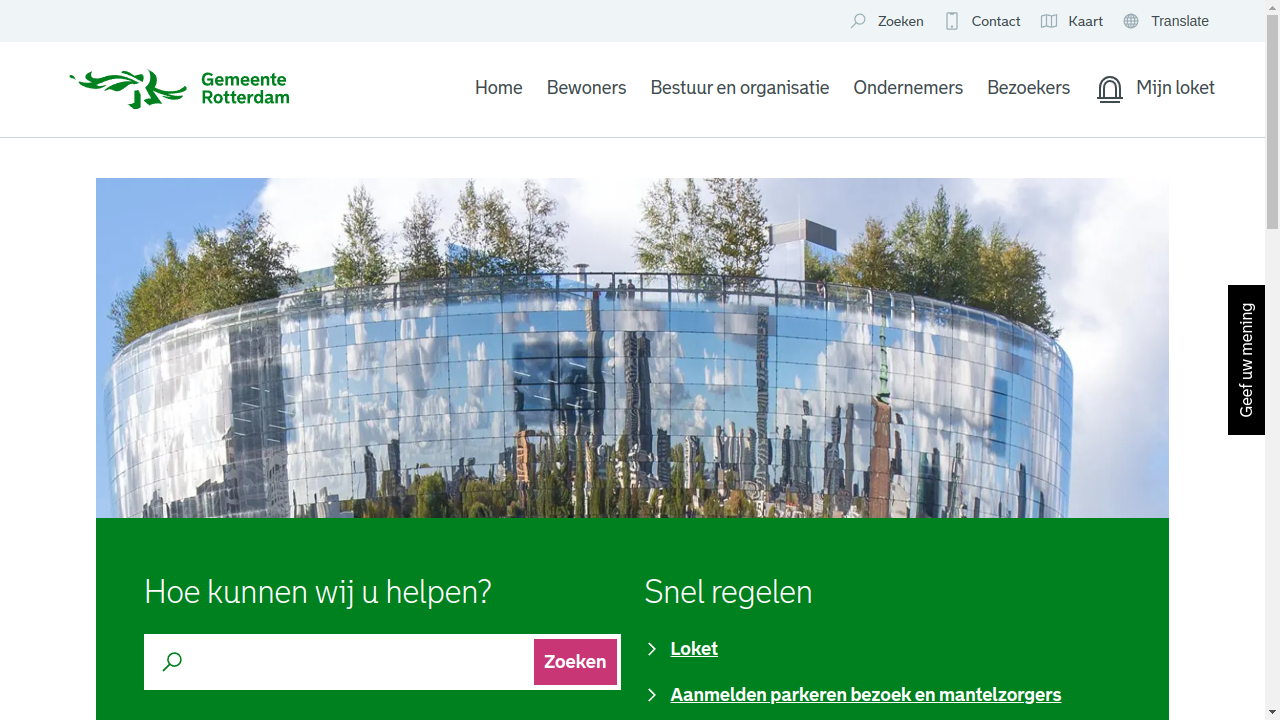 Zoeken
Contact
Kaart
Translate
Gemeente
Rotterdam
Home
Bewoners
Bestuur en organisatie
Ondernemers
Bezoekers
Mijn loket
Geef uw mening
Hoe kunnen wij u helpen?
Zoeken
Snel regelen
Loket
Aanmelden parkeren bezoek en mantelzorgers